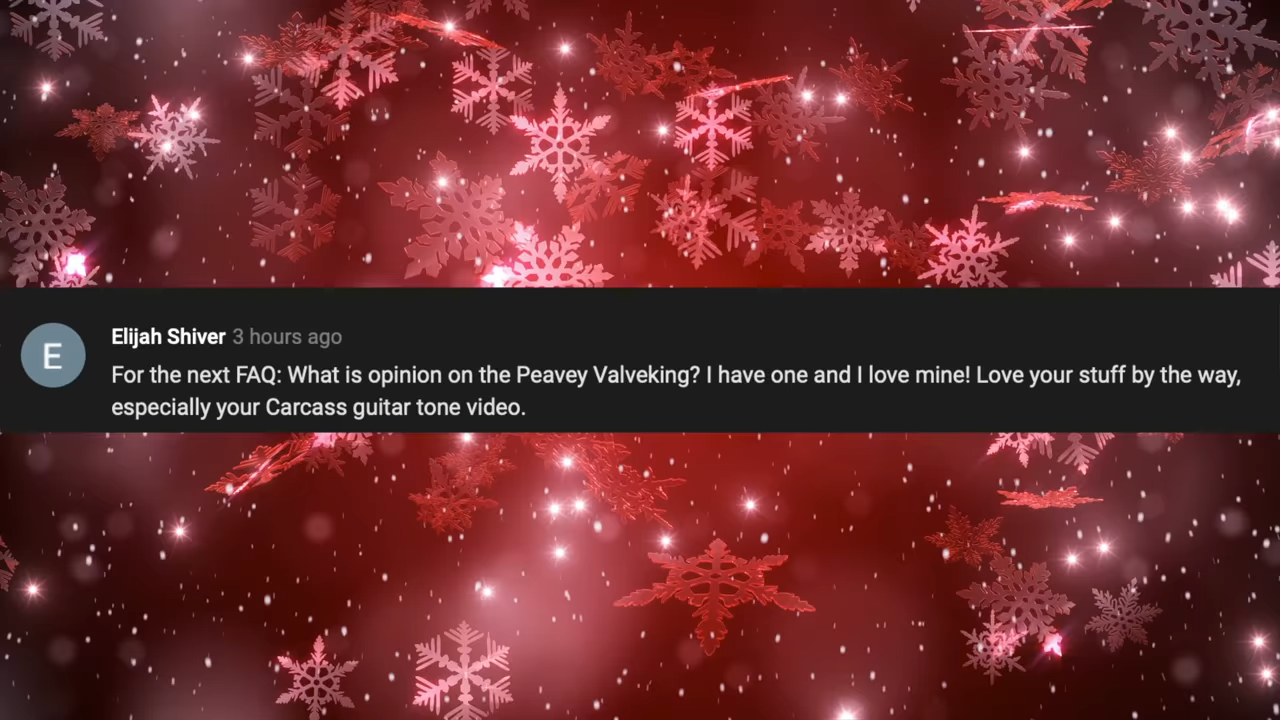 E
Elijah Shiver 3 hours ago
For the next FAQ: What is opinion on the Peavey Valveking? I have one and I love mine! Love your stuff by the way,
especially your Carcass guitar tone video.